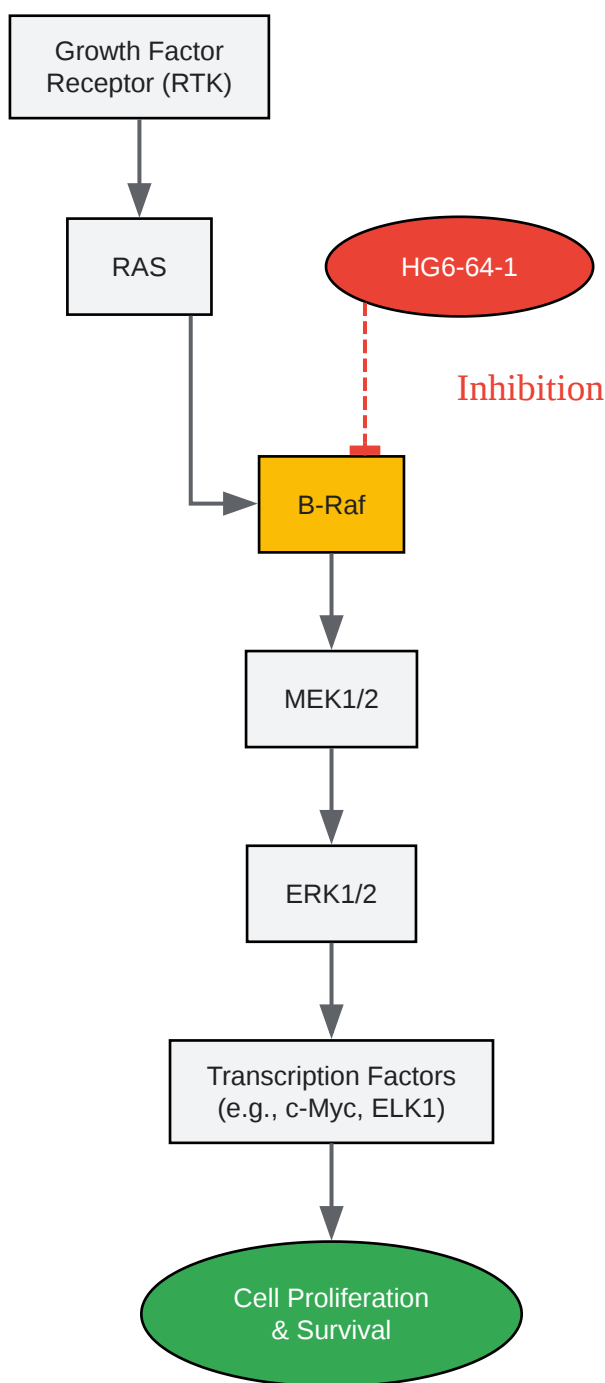 Growth Factor
Receptor (RTK)
RAS
HG6-64-1
Inhibition
B-Raf
MEK1/2
ERK1/2
Transcription Factors
(e.g., c-Myc, ELK1)
Cell Proliferation
& Survival